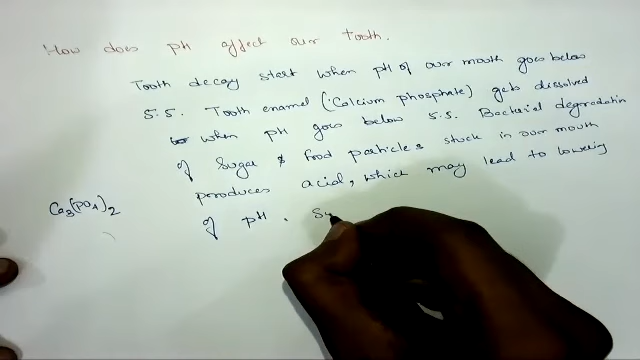 How does pH affect our tooth.
Tooth decay start when pH of our mouth goes below
5.5. Tooth enamel (Calcium phosphate) gets dissolved
when pH goes below 5.5. Bacterial degradation
of sugar & food particles stuck in our mouth
produces acid, which may lead to lowering
of pH.
Ca3(PO4)2